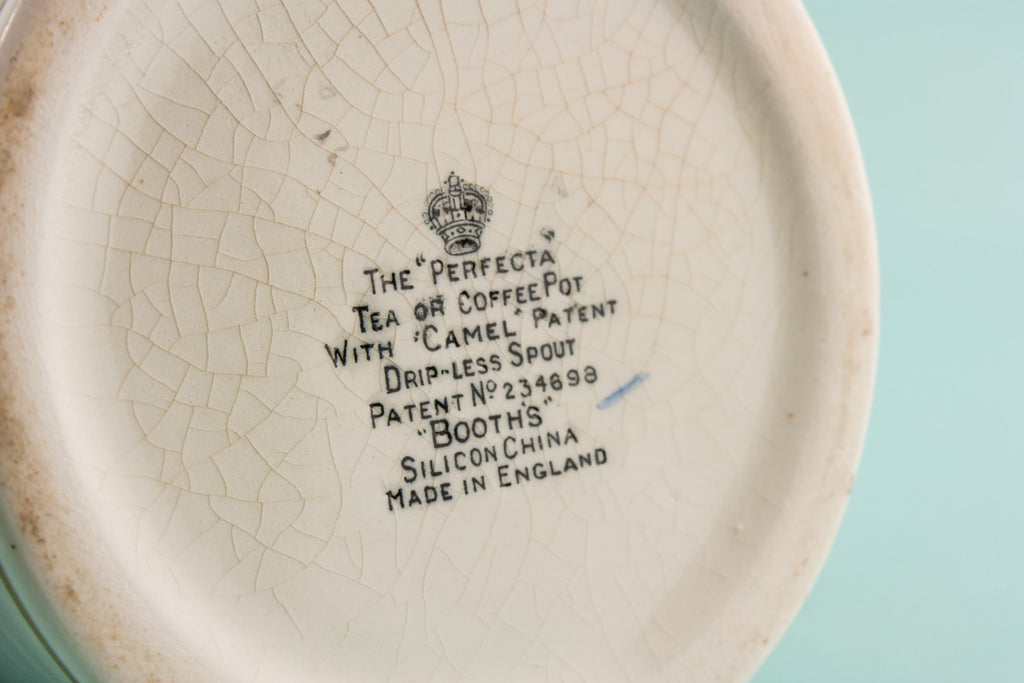 THE "PERFECTA"
TEA OR COFFEE POT
WITH "CAMEL" PATENT
DRIP-LESS SPOUT
PATENT No 234698
"BOOTH'S"
SILICON CHINA
MADE IN ENGLAND